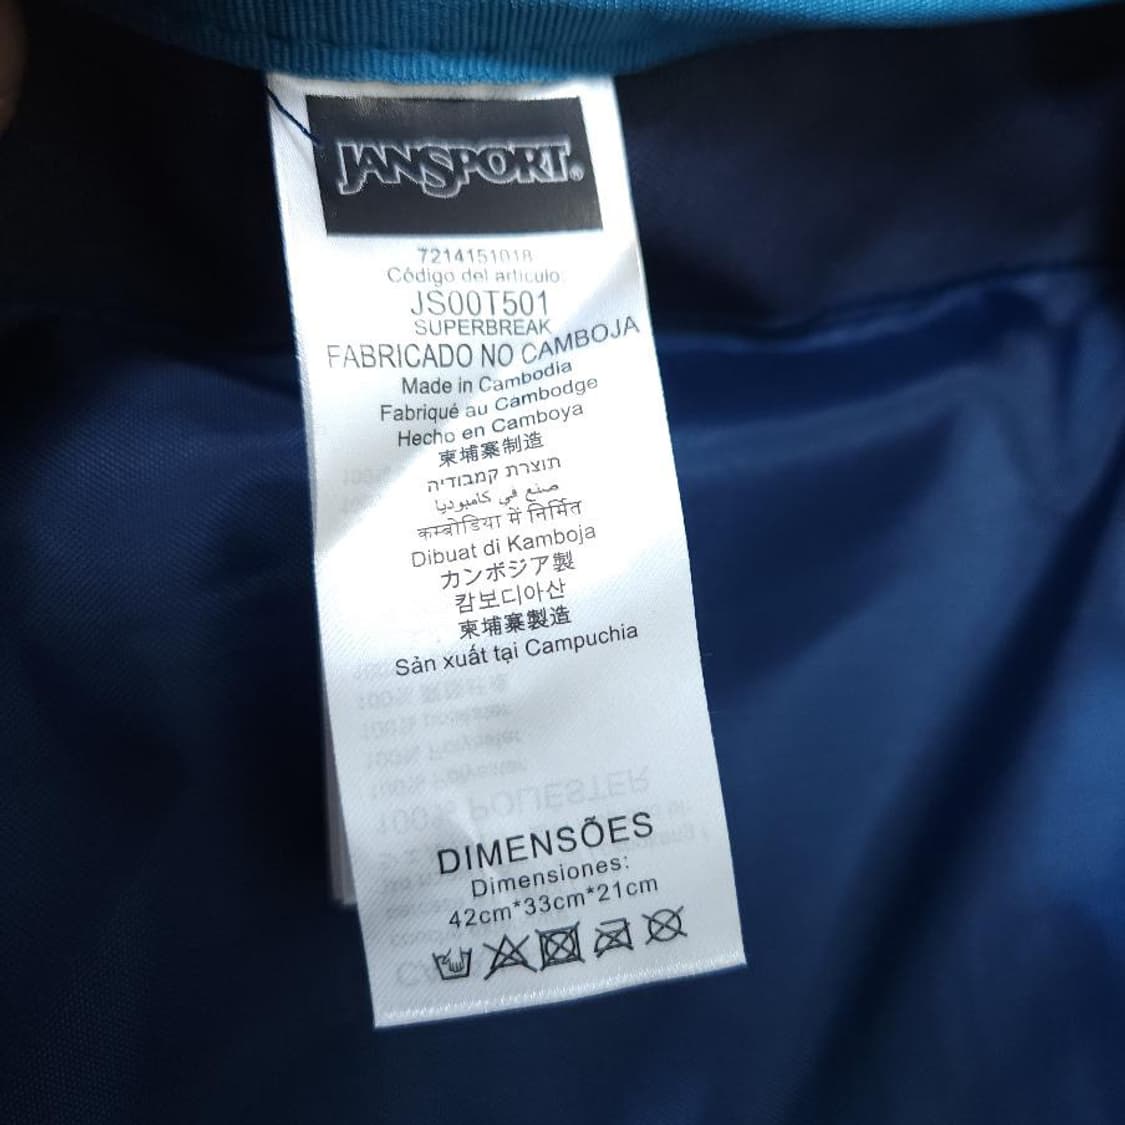 JANSPORT®
7214151018
Código del articulo:
JS00T501
SUPERBREAK
FABRICADO NO CAMBOJA
Made in Cambodia
Fabriqué au Cambodge
Hecho en Camboya
柬埔寨制造
תוצרת קמבודיה
صنع في كامبوديا
कम्बोडिया में निर्मित
Dibuat di Kamboja
カンボジア製
캄보디아산
柬埔寨製造
Sản xuất tại Campuchia
DIMENSÕES
Dimensiones:
42cm*33cm*21cm